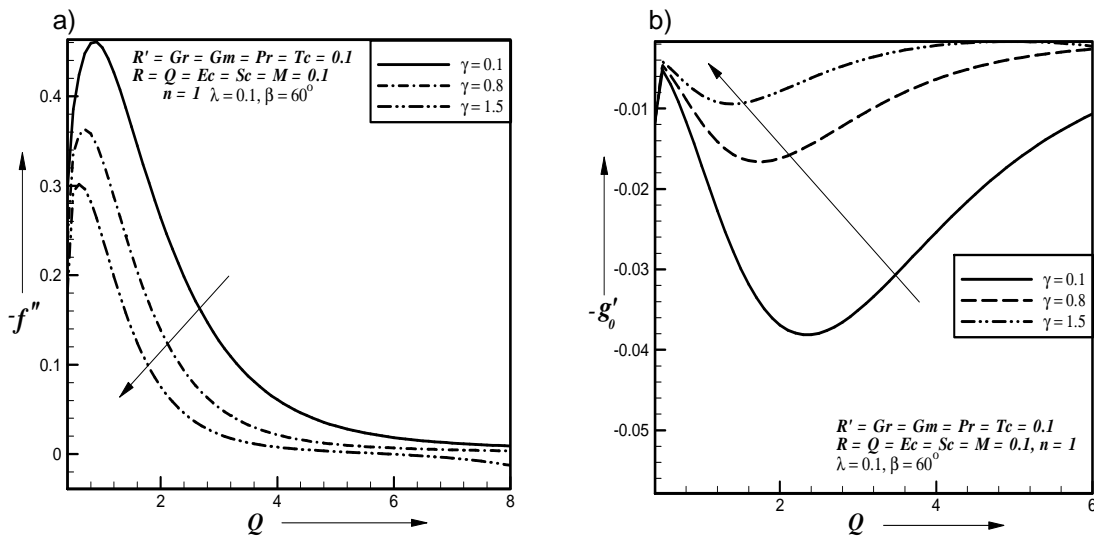 a)
R' = Gr = Gm = Pr = Tc = 0.1
R = Q = Ec = Sc = M = 0.1
n = 1 λ = 0.1, β = 60°
γ = 0.1
γ = 0.8
γ = 1.5
0.4
0.3
0.2
0.1
0
-f''
2
4
6
8
Q
b)
-0.01
-0.02
-0.03
-0.04
-0.05
-g'₀
γ = 0.1
γ = 0.8
γ = 1.5
R' = Gr = Gm = Pr = Tc = 0.1
R = Q = Ec = Sc = M = 0.1, n = 1
λ = 0.1, β = 60°
2
4
6
Q